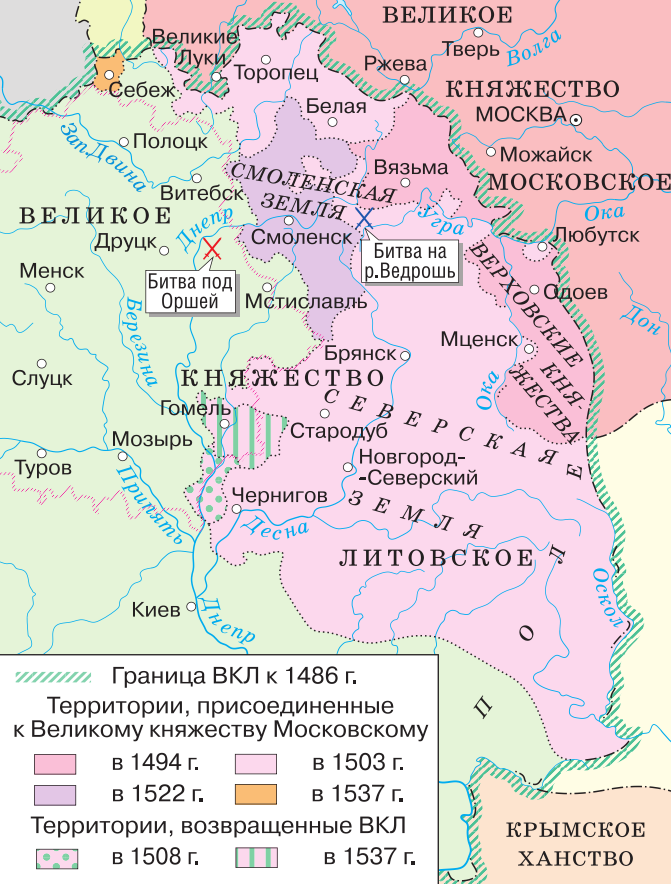 ВЕЛИКОЕ
Великие
Луки
Торопец
Ржева
Тверь
Волга
Себеж
Белая
КНЯЖЕСТВО
МОСКВА
Зап.Двина
Полоцк
Вязьма
Можайск
МОСКОВСКОЕ
Витебск
СМОЛЕНСКАЯ
ЗЕМЛЯ
ВЕЛИКОЕ
Днепр
Смоленск
Угра
Ока
Любутск
Друцк
Битва на
р.Ведрошь
Менск
Битва под
Оршей
Мстиславль
ВЕРХОВСКИЕ
КНЯ-
ЖЕСТВА
Одоев
Дон
Березина
Мценск
Брянск
Слуцк
КНЯЖЕСТВО
Ока
Гомель
СЕВЕРСКАЯ
Стародуб
Мозырь
Туров
Новгород-
-Северский
Припять
Чернигов
ЗЕМЛЯ
Десна
ЛИТОВСКОЕ
Оскол
Киев
Днепр
ПОЛЕ
Граница ВКЛ к 1486 г.
Территории, присоединенные
к Великому княжеству Московскому
в 1494 г.
в 1503 г.
в 1522 г.
в 1537 г.
Территории, возвращенные ВКЛ
в 1508 г.
в 1537 г.
КРЫМСКОЕ
ХАНСТВО